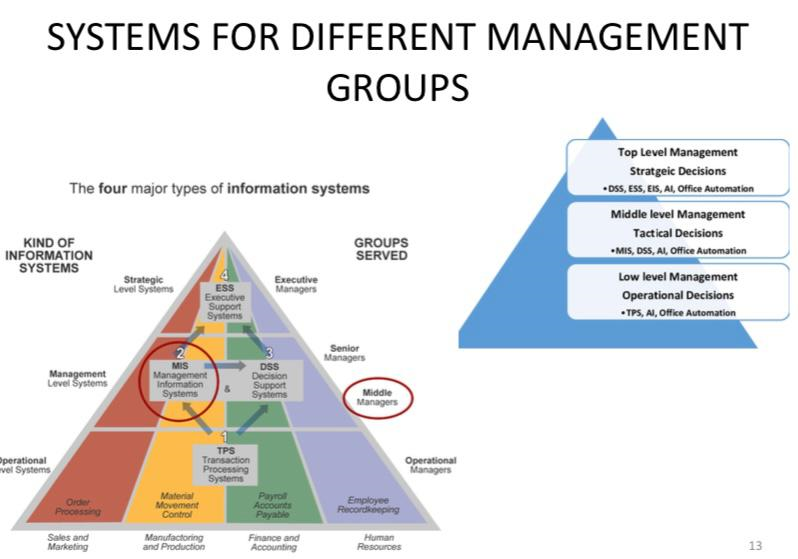 SYSTEMS FOR DIFFERENT MANAGEMENT
GROUPS
The four major types of information systems
KIND OF
INFORMATION
SYSTEMS
GROUPS
SERVED
Strategic
Level Systems
Executive
Managers
4
ESS
Executive
Support
Systems
Management
Level Systems
Senior
Managers
Middle
Managers
2
MIS
Management
Information
Systems
&
3
DSS
Decision
Support
Systems
1
TPS
Transaction
Processing
Systems
Operational
Managers
perational
vel Systems
Order
Processing
Material
Movement
Control
Payroll
Accounts
Payable
Employee
Recordkeeping
Sales and
Marketing
Manufactoring
and Production
Finance and
Accounting
Human
Resources
Top Level Management
Stratgeic Decisions
•DSS, ESS, EIS, AI, Office Automation
Middle level Management
Tactical Decisions
•MIS, DSS, AI, Office Automation
Low level Management
Operational Decisions
•TPS, AI, Office Automation
13